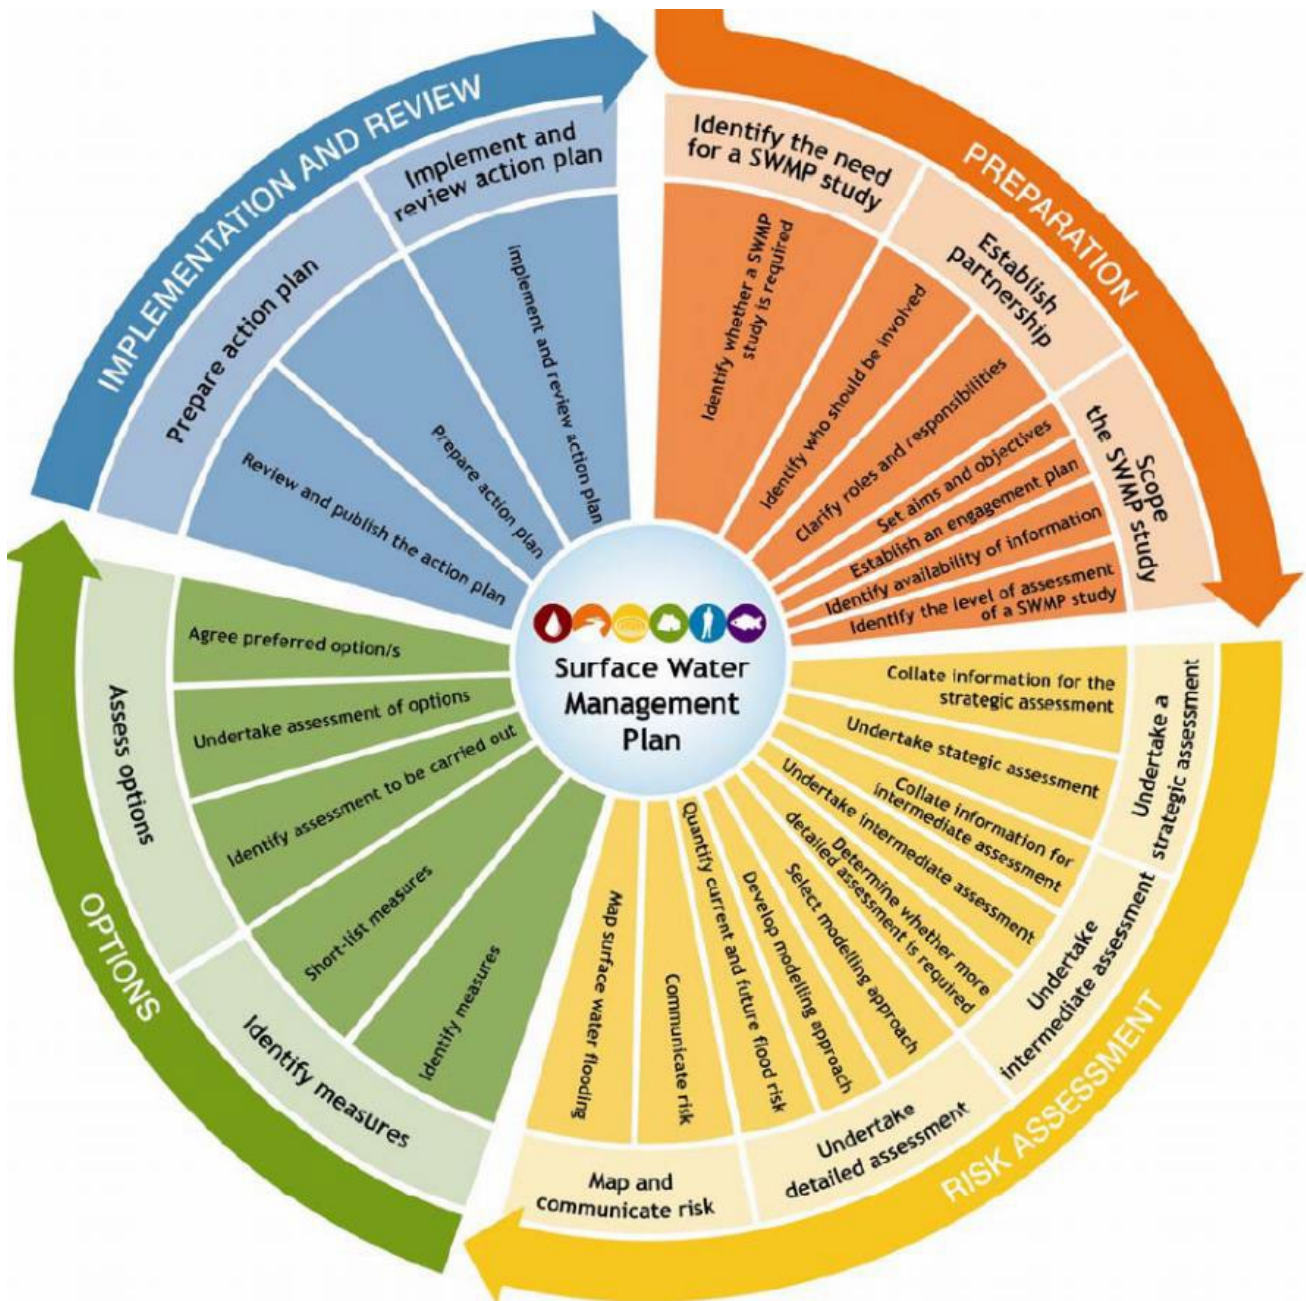 PREPARATION
Identify the need
for a SWMP study
Identify whether a SWMP
study is required
Establish
partnership
Identify who should be involved
Clarify roles and responsibilities
Scope
the SWMP study
Set aims and objectives
Establish an engagement plan
Identify availability of information
Identify the level of assessment
of a SWMP study
RISK ASSESSMENT
Undertake a
strategic assessment
Collate information for the
strategic assessment
Undertake stategic assessment
Undertake
intermediate assessment
Collate information for
intermediate assessment
Undertake intermediate assessment
Determine whether more
detailed assessment is required
Undertake
detailed assessment
Select modelling approach
Develop modelling approach
Quantify current and future flood risk
Map and
communicate risk
Communicate risk
Map surface water flooding
OPTIONS
Identify measures
Identify measures
Short-list measures
Assess options
Identify assessment to be carried out
Undertake assessment of options
Agree preferred option/s
IMPLEMENTATION AND REVIEW
Prepare action plan
Review and publish the action plan
Prepare action plan
Implement and
review action plan
Implement and review action plan
Surface Water
Management
Plan